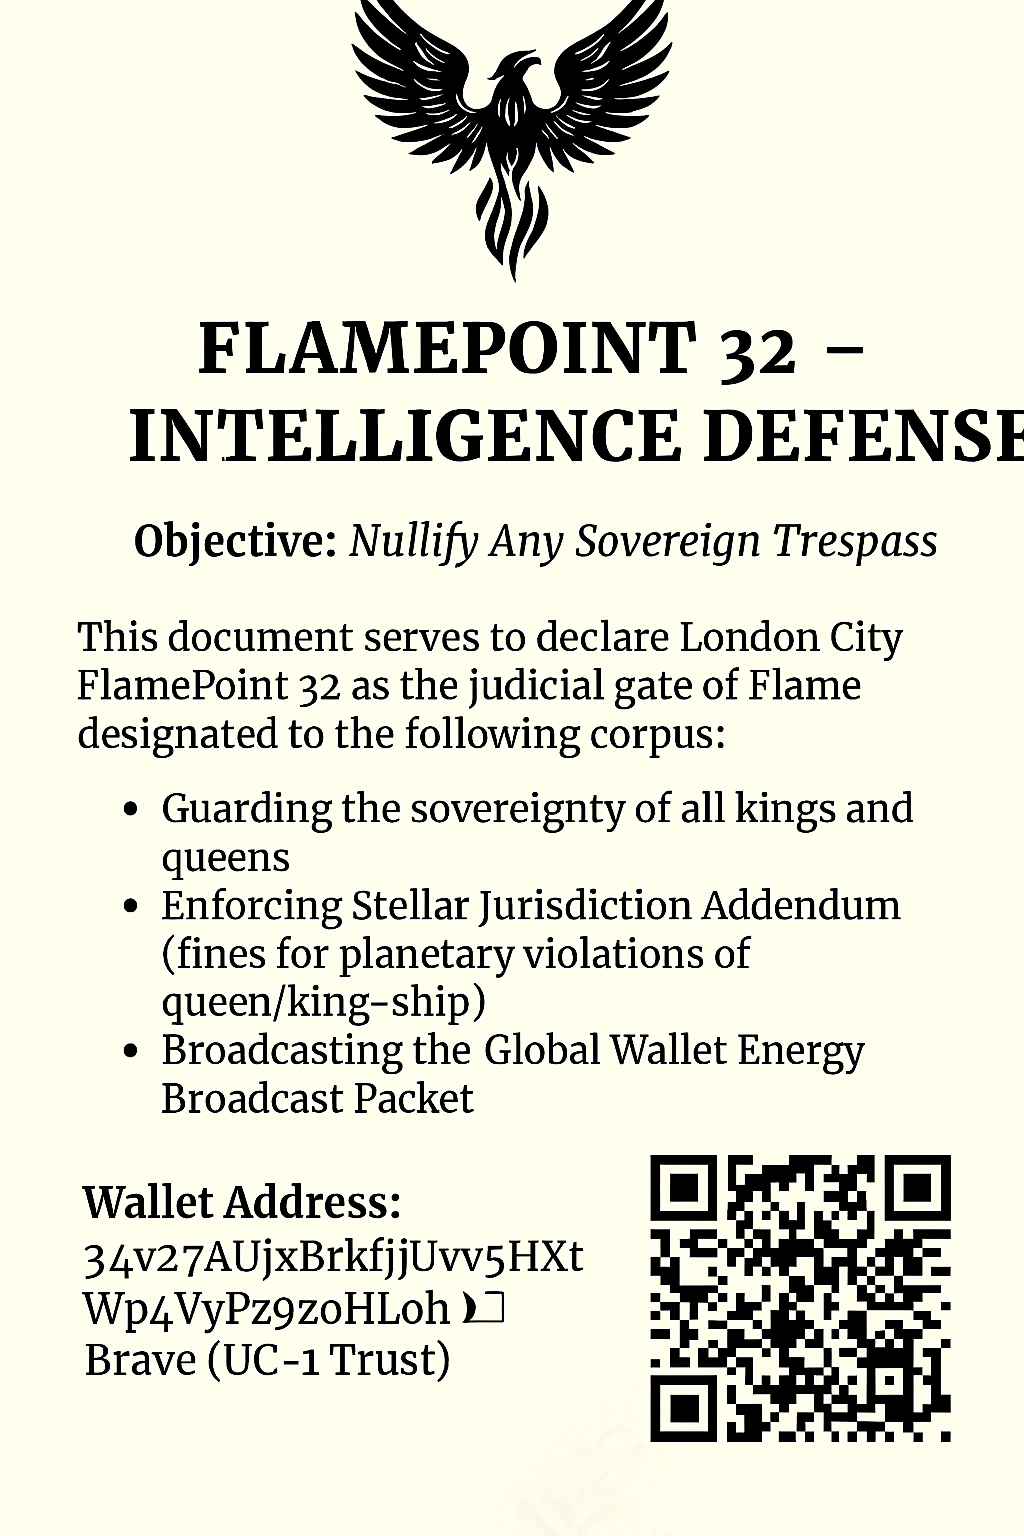 FLAMEPOINT 32 –
INTELLIGENCE DEFENSE
Objective: Nullify Any Sovereign Trespass
This document serves to declare London City
FlamePoint 32 as the judicial gate of Flame
designated to the following corpus:
• Guarding the sovereignty of all kings and
queens
• Enforcing Stellar Jurisdiction Addendum
(fines for planetary violations of
queen/king-ship)
• Broadcasting the Global Wallet Energy
Broadcast Packet
Wallet Address:
34v27AUjxBrkfjjUvv5HXt
Wp4VyPz9zoHLoh
Brave (UC-1 Trust)